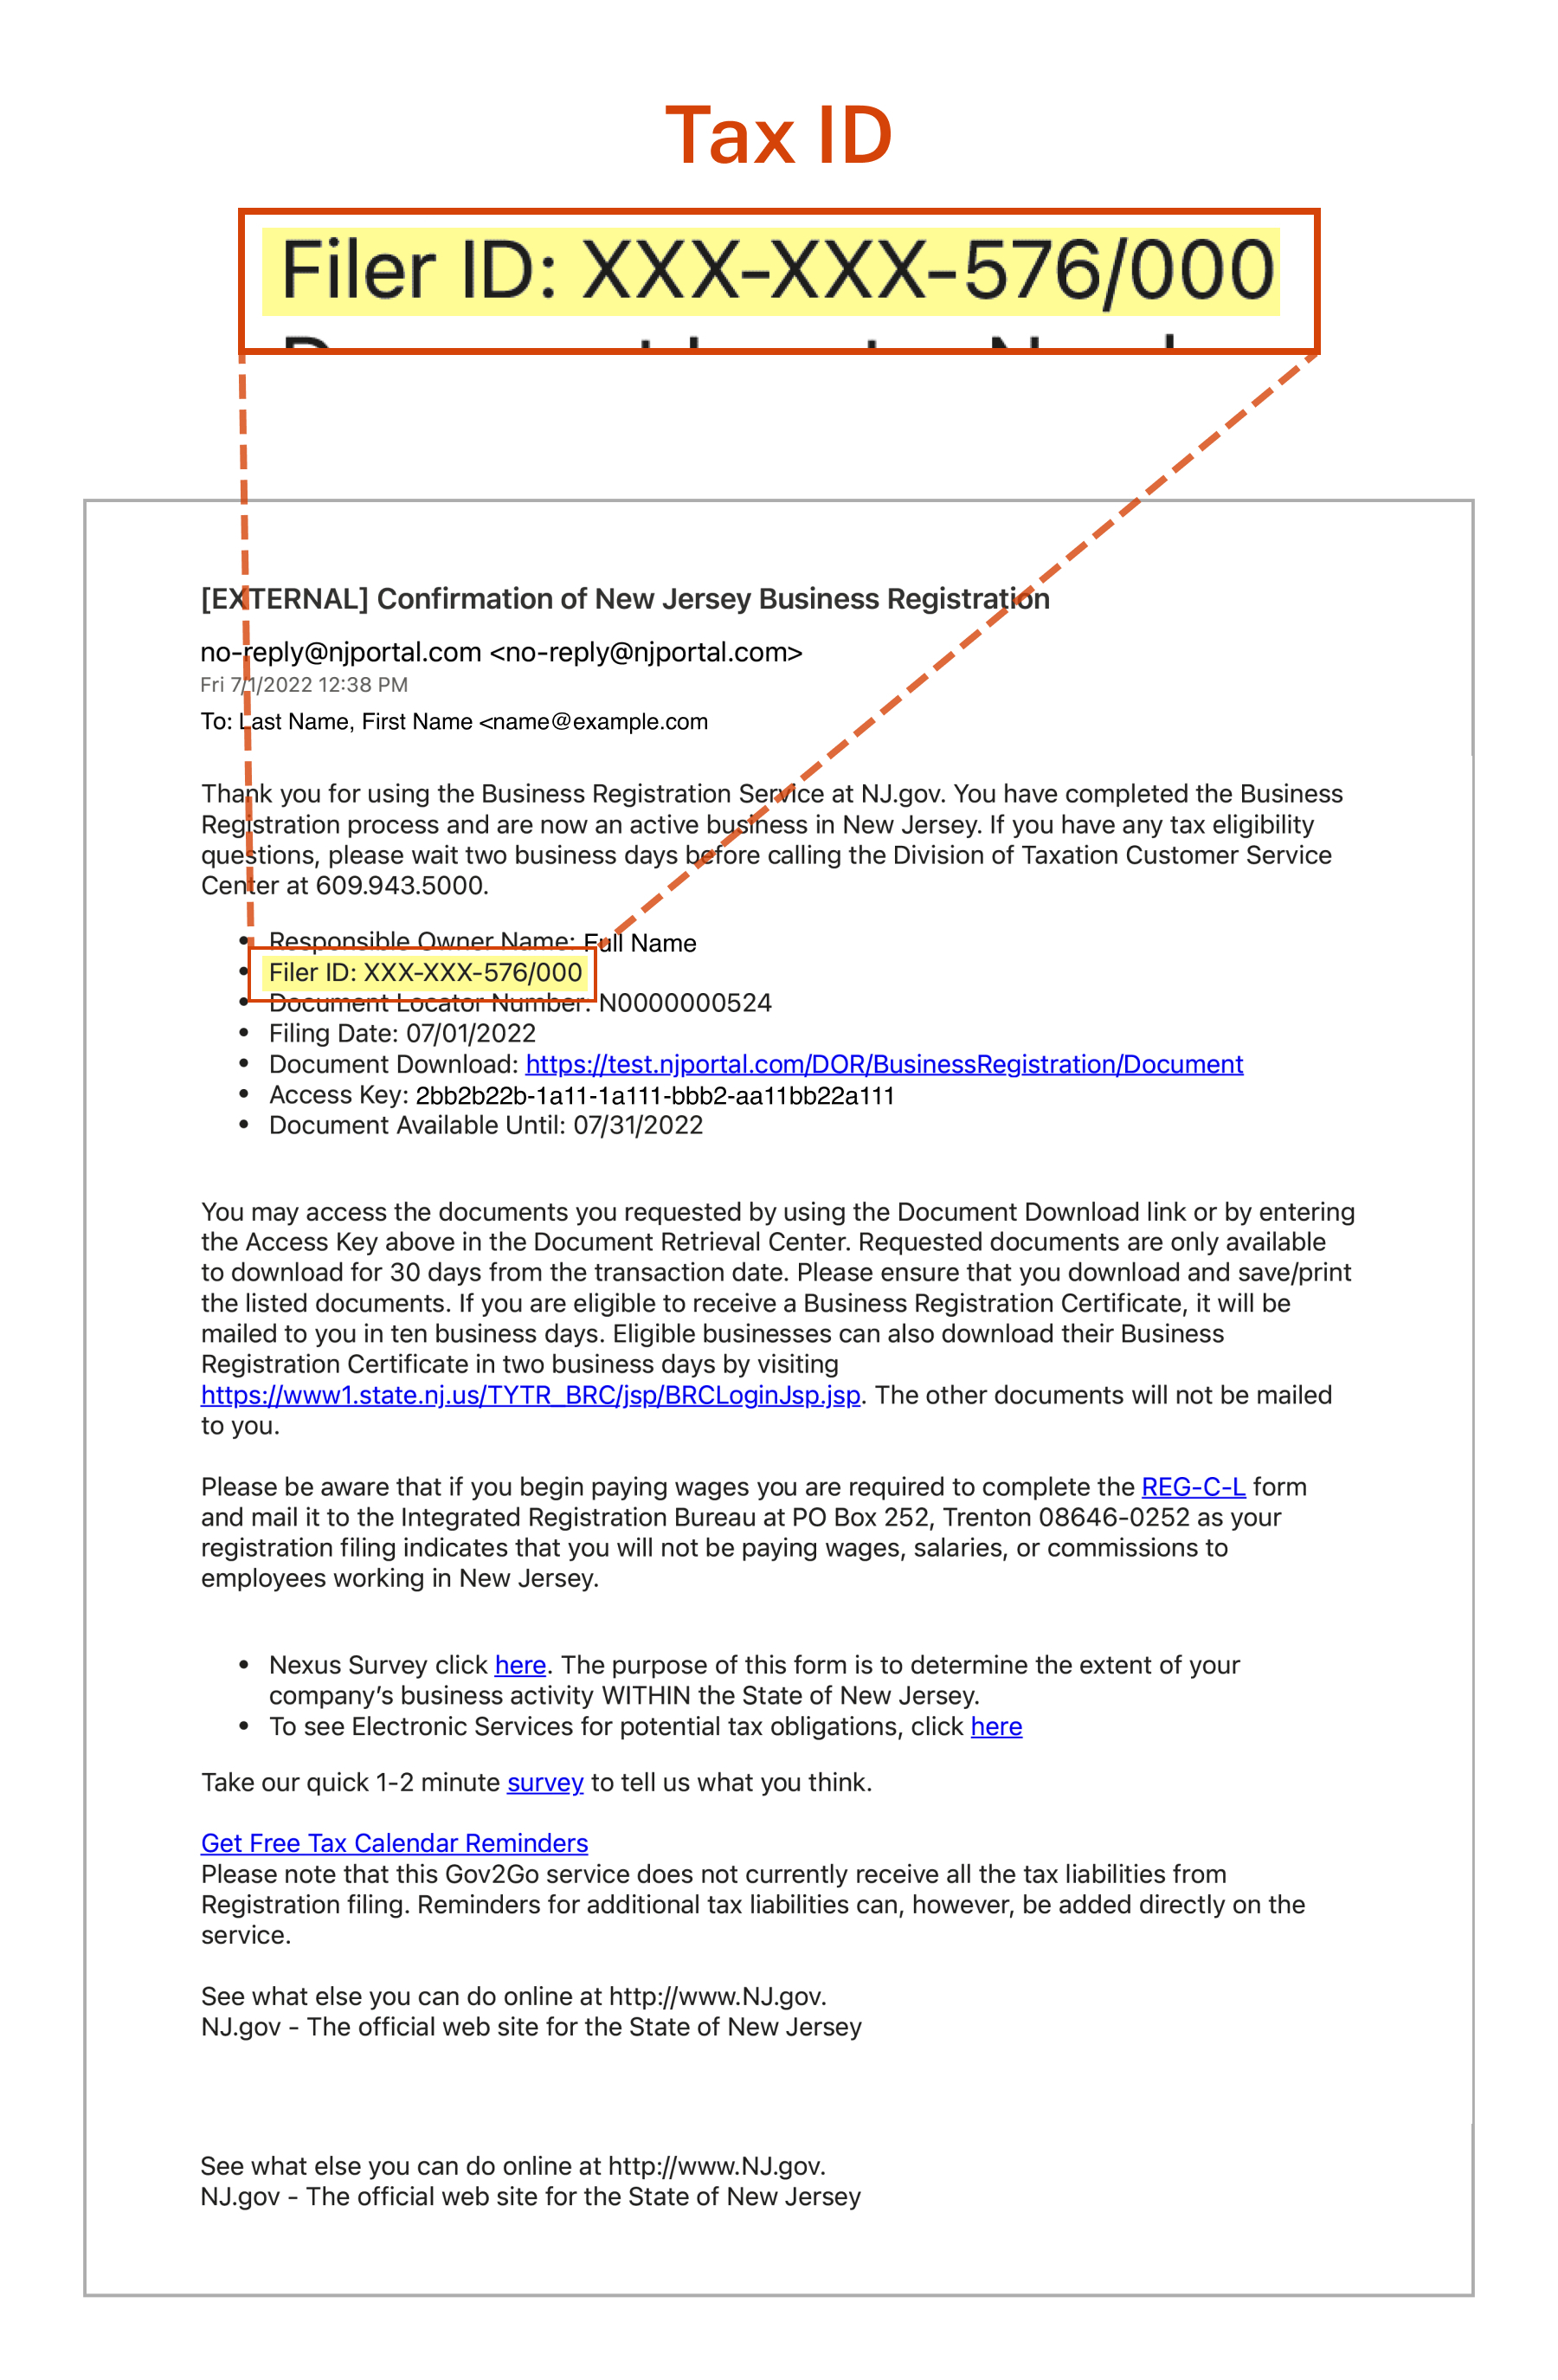 Tax ID
Filer ID: XXX-XXX-576/000
[EXTERNAL] Confirmation of New Jersey Business Registration
no-reply@njportal.com <no-reply@njportal.com>
Fri 7/1/2022 12:38 PM
To: Last Name, First Name <name@example.com
Thank you for using the Business Registration Service at NJ.gov. You have completed the Business
Registration process and are now an active business in New Jersey. If you have any tax eligibility
questions, please wait two business days before calling the Division of Taxation Customer Service
Center at 609.943.5000.
• Responsible Owner Name: Full Name
• Filer ID: XXX-XXX-576/000
• Document Locator Number: N0000000524
• Filing Date: 07/01/2022
• Document Download: https://test.njportal.com/DOR/BusinessRegistration/Document
• Access Key: 2bb2b22b-1a11-1a111-bbb2-aa11bb22a111
• Document Available Until: 07/31/2022
You may access the documents you requested by using the Document Download link or by entering
the Access Key above in the Document Retrieval Center. Requested documents are only available
to download for 30 days from the transaction date. Please ensure that you download and save/print
the listed documents. If you are eligible to receive a Business Registration Certificate, it will be
mailed to you in ten business days. Eligible businesses can also download their Business
Registration Certificate in two business days by visiting
https://www1.state.nj.us/TYTR_BRC/jsp/BRCLoginJsp.jsp. The other documents will not be mailed
to you.
Please be aware that if you begin paying wages you are required to complete the REG-C-L form
and mail it to the Integrated Registration Bureau at PO Box 252, Trenton 08646-0252 as your
registration filing indicates that you will not be paying wages, salaries, or commissions to
employees working in New Jersey.
• Nexus Survey click here. The purpose of this form is to determine the extent of your
company’s business activity WITHIN the State of New Jersey.
• To see Electronic Services for potential tax obligations, click here
Take our quick 1-2 minute survey to tell us what you think.
Get Free Tax Calendar Reminders
Please note that this Gov2Go service does not currently receive all the tax liabilities from
Registration filing. Reminders for additional tax liabilities can, however, be added directly on the
service.
See what else you can do online at http://www.NJ.gov.
NJ.gov - The official web site for the State of New Jersey
See what else you can do online at http://www.NJ.gov.
NJ.gov - The official web site for the State of New Jersey